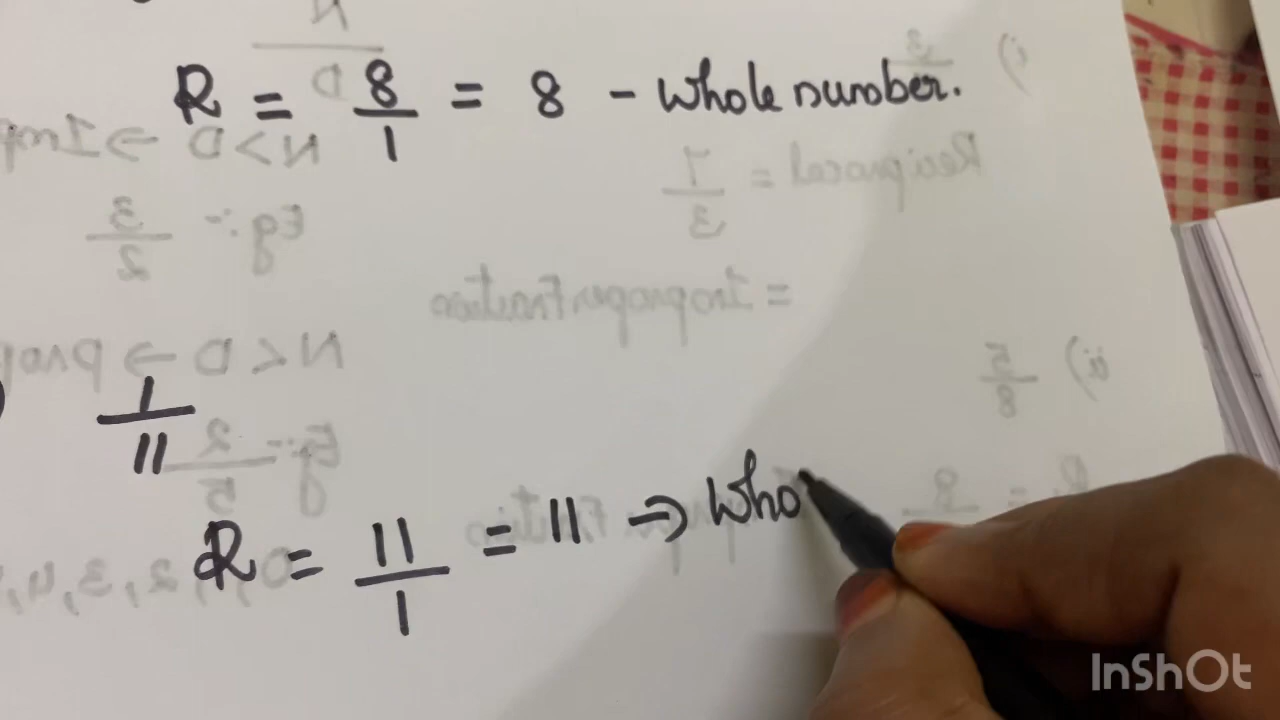 R = 8/1 = 8 - Whole number.
1/11
R = 11/1 = 11 → Who
InShOt